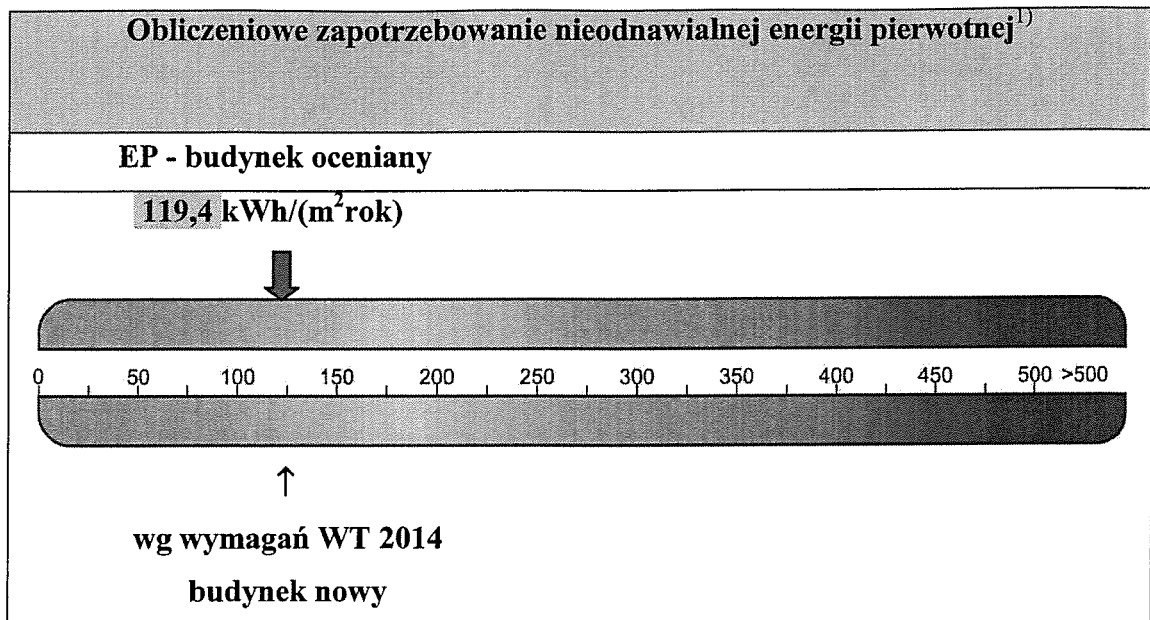 Obliczeniowe zapotrzebowanie nieodnawialnej energii pierwotnej¹⁾
EP - budynek oceniany
119,4 kWh/(m²rok)
0 50 100 150 200 250 300 350 400 450 500 >500
↑
wg wymagań WT 2014
budynek nowy